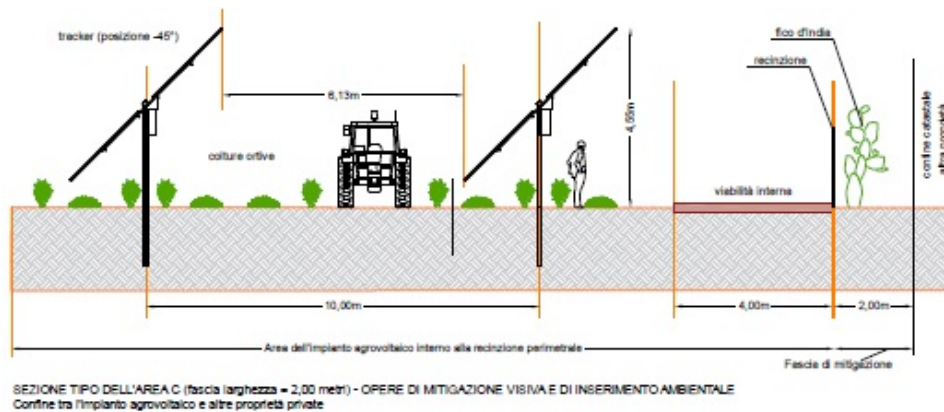 tracker (posizione -45°)
fico d'india
recinzione
6,13m
4,55m
confine catastale
altre proprietà
colture ortive
viabilità interna
10,00m
4,00m
2,00m
Area dell'impianto agrovoltaico interno alla recinzione perimetrale
Fascia di mitigazione
SEZIONE TIPO DELL'AREA C (fascia larghezza = 2,00 metri) - OPERE DI MITIGAZIONE VISIVA E DI INSERIMENTO AMBIENTALE
Confine tra l'impianto agrovoltaico e altre proprietà private